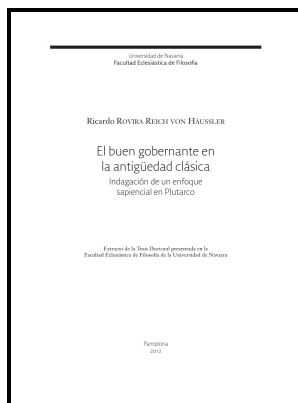 Universidad de Navarra
Facultad Eclesiástica de Filosofía
Ricardo ROVIRA REICH VON HÄUSSLER
El buen gobernante en
la antigüedad clásica
Indagación de un enfoque
sapiencial en Plutarco
Extracto de la Tesis Doctoral presentada en la
Facultad Eclesiástica de Filosofía de la Universidad de Navarra
Pamplona
2012